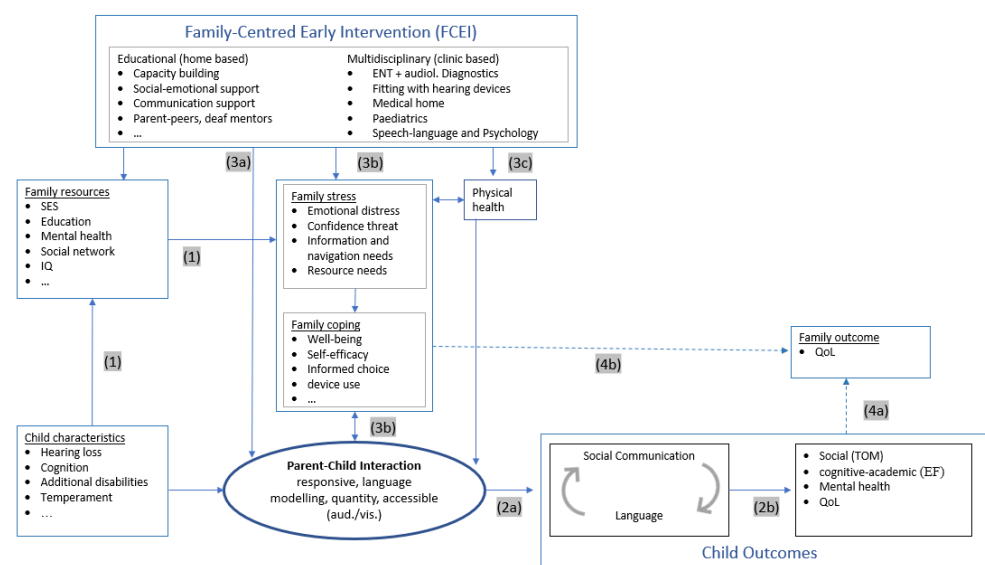 Family-Centred Early Intervention (FCEI)
Educational (home based)
• Capacity building
• Social-emotional support
• Communication support
• Parent-peers, deaf mentors
• ...
Multidisciplinary (clinic based)
• ENT + audiol. Diagnostics
• Fitting with hearing devices
• Medical home
• Paediatrics
• Speech-language and Psychology
(3a)
(3b)
(3c)
Family resources
• SES
• Education
• Mental health
• Social network
• IQ
• ...
(1)
Family stress
• Emotional distress
• Confidence threat
• Information and
navigation needs
• Resource needs
Physical
health
Family coping
• Well-being
• Self-efficacy
• Informed choice
• device use
• ...
(4b)
Family outcome
• QoL
(1)
(4a)
(3b)
Child characteristics
• Hearing loss
• Cognition
• Additional disabilities
• Temperament
• ...
Parent-Child Interaction
responsive, language
modelling, quantity, accessible
(aud./vis.)
(2a)
Social Communication
Language
(2b)
• Social (TOM)
• cognitive-academic (EF)
• Mental health
• QoL
Child Outcomes